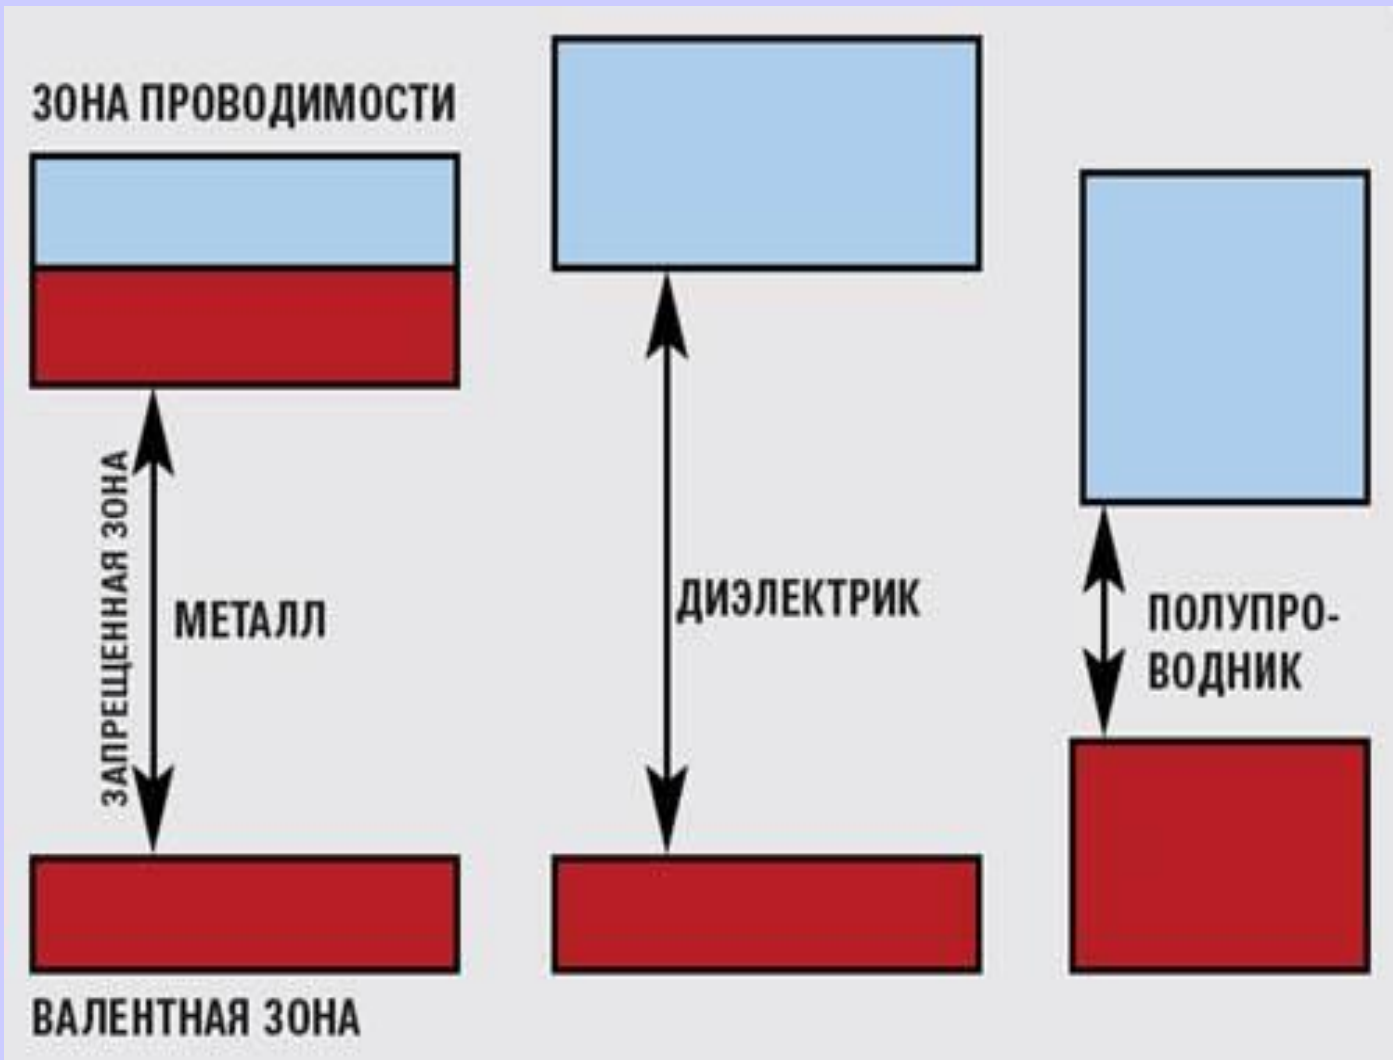 ЗОНА ПРОВОДИМОСТИ
ЗАПРЕЩЕННАЯ ЗОНА
МЕТАЛЛ
ДИЭЛЕКТРИК
ПОЛУПРО-
ВОДНИК
ВАЛЕНТНАЯ ЗОНА